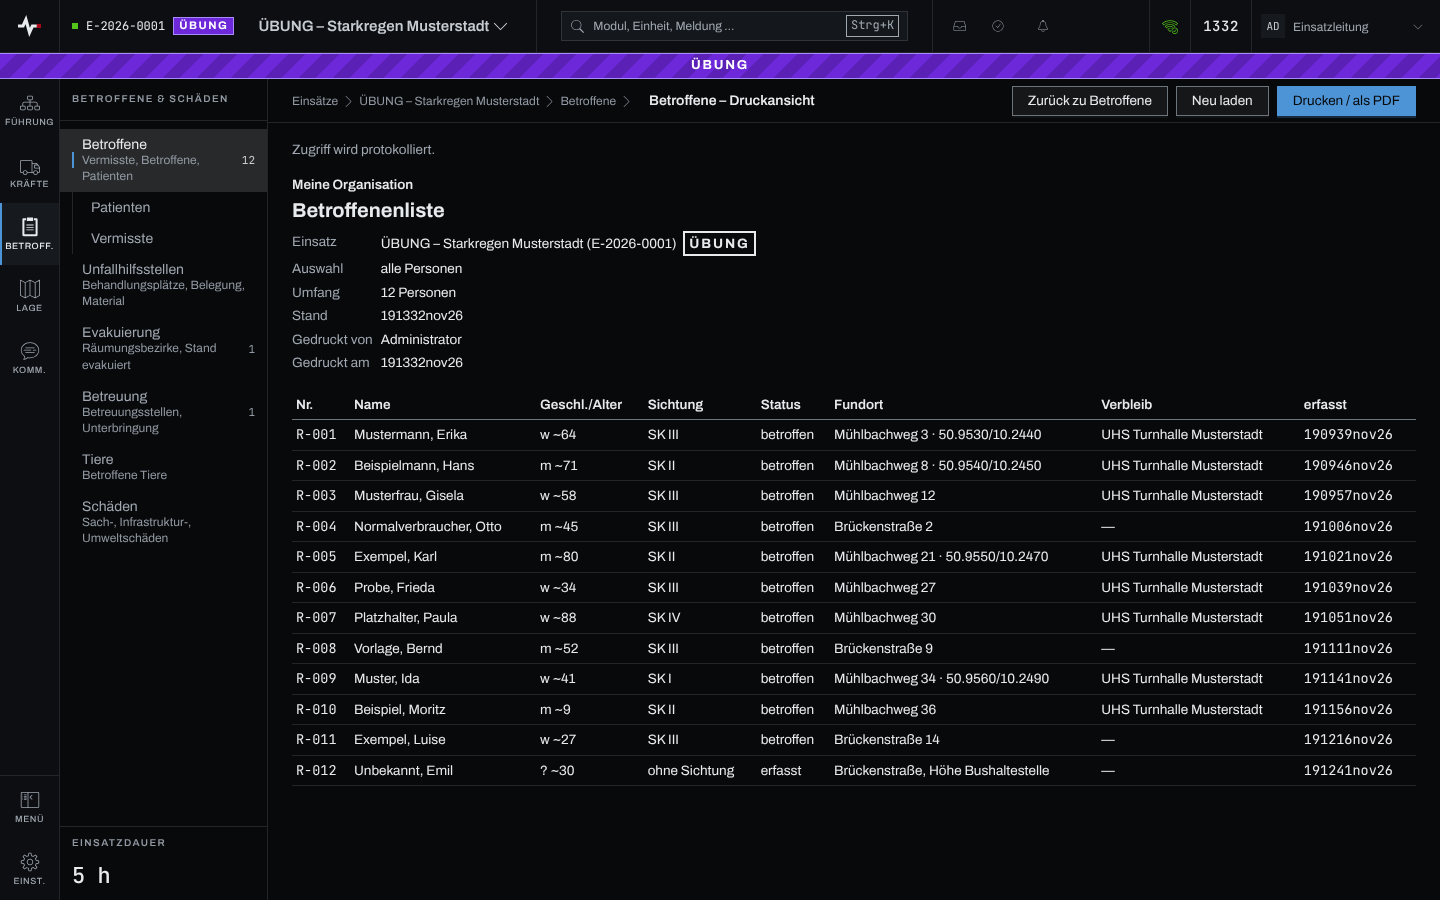 E-2026-0001 ÜBUNG ÜBUNG – Starkregen Musterstadt Modul, Einheit, Meldung ... Strg+K 1332 AD Einsatzleitung
ÜBUNG
FÜHRUNG
KRÄFTE
BETROFF.
LAGE
KOMM.
MENÜ
EINST.
BETROFFENE & SCHÄDEN
Betroffene
Vermisste, Betroffene, 12
Patienten
Patienten
Vermisste
Unfallhilfsstellen
Behandlungsplätze, Belegung,
Material
Evakuierung
Räumungsbezirke, Stand 1
evakuiert
Betreuung
Betreuungsstellen, 1
Unterbringung
Tiere
Betroffene Tiere
Schäden
Sach-, Infrastruktur-,
Umweltschäden
EINSATZDAUER
5 h
Einsätze ÜBUNG – Starkregen Musterstadt Betroffene Betroffene – Druckansicht Zurück zu Betroffene Neu laden Drucken / als PDF
Zugriff wird protokolliert.
Meine Organisation
Betroffenenliste
Einsatz ÜBUNG – Starkregen Musterstadt (E-2026-0001) ÜBUNG
Auswahl alle Personen
Umfang 12 Personen
Stand 191332nov26
Gedruckt von Administrator
Gedruckt am 191332nov26
Nr. Name Geschl./Alter Sichtung Status Fundort Verbleib erfasst
R-001 Mustermann, Erika w ~64 SK III betroffen Mühlbachweg 3 · 50.9530/10.2440 UHS Turnhalle Musterstadt 190939nov26
R-002 Beispielmann, Hans m ~71 SK II betroffen Mühlbachweg 8 · 50.9540/10.2450 UHS Turnhalle Musterstadt 190946nov26
R-003 Musterfrau, Gisela w ~58 SK III betroffen Mühlbachweg 12 UHS Turnhalle Musterstadt 190957nov26
R-004 Normalverbraucher, Otto m ~45 SK III betroffen Brückenstraße 2 — 191006nov26
R-005 Exempel, Karl m ~80 SK II betroffen Mühlbachweg 21 · 50.9550/10.2470 UHS Turnhalle Musterstadt 191021nov26
R-006 Probe, Frieda w ~34 SK III betroffen Mühlbachweg 27 UHS Turnhalle Musterstadt 191039nov26
R-007 Platzhalter, Paula w ~88 SK IV betroffen Mühlbachweg 30 UHS Turnhalle Musterstadt 191051nov26
R-008 Vorlage, Bernd m ~52 SK III betroffen Brückenstraße 9 — 191111nov26
R-009 Muster, Ida w ~41 SK I betroffen Mühlbachweg 34 · 50.9560/10.2490 UHS Turnhalle Musterstadt 191141nov26
R-010 Beispiel, Moritz m ~9 SK II betroffen Mühlbachweg 36 UHS Turnhalle Musterstadt 191156nov26
R-011 Exempel, Luise w ~27 SK III betroffen Brückenstraße 14 — 191216nov26
R-012 Unbekannt, Emil ? ~30 ohne Sichtung erfasst Brückenstraße, Höhe Bushaltestelle — 191241nov26